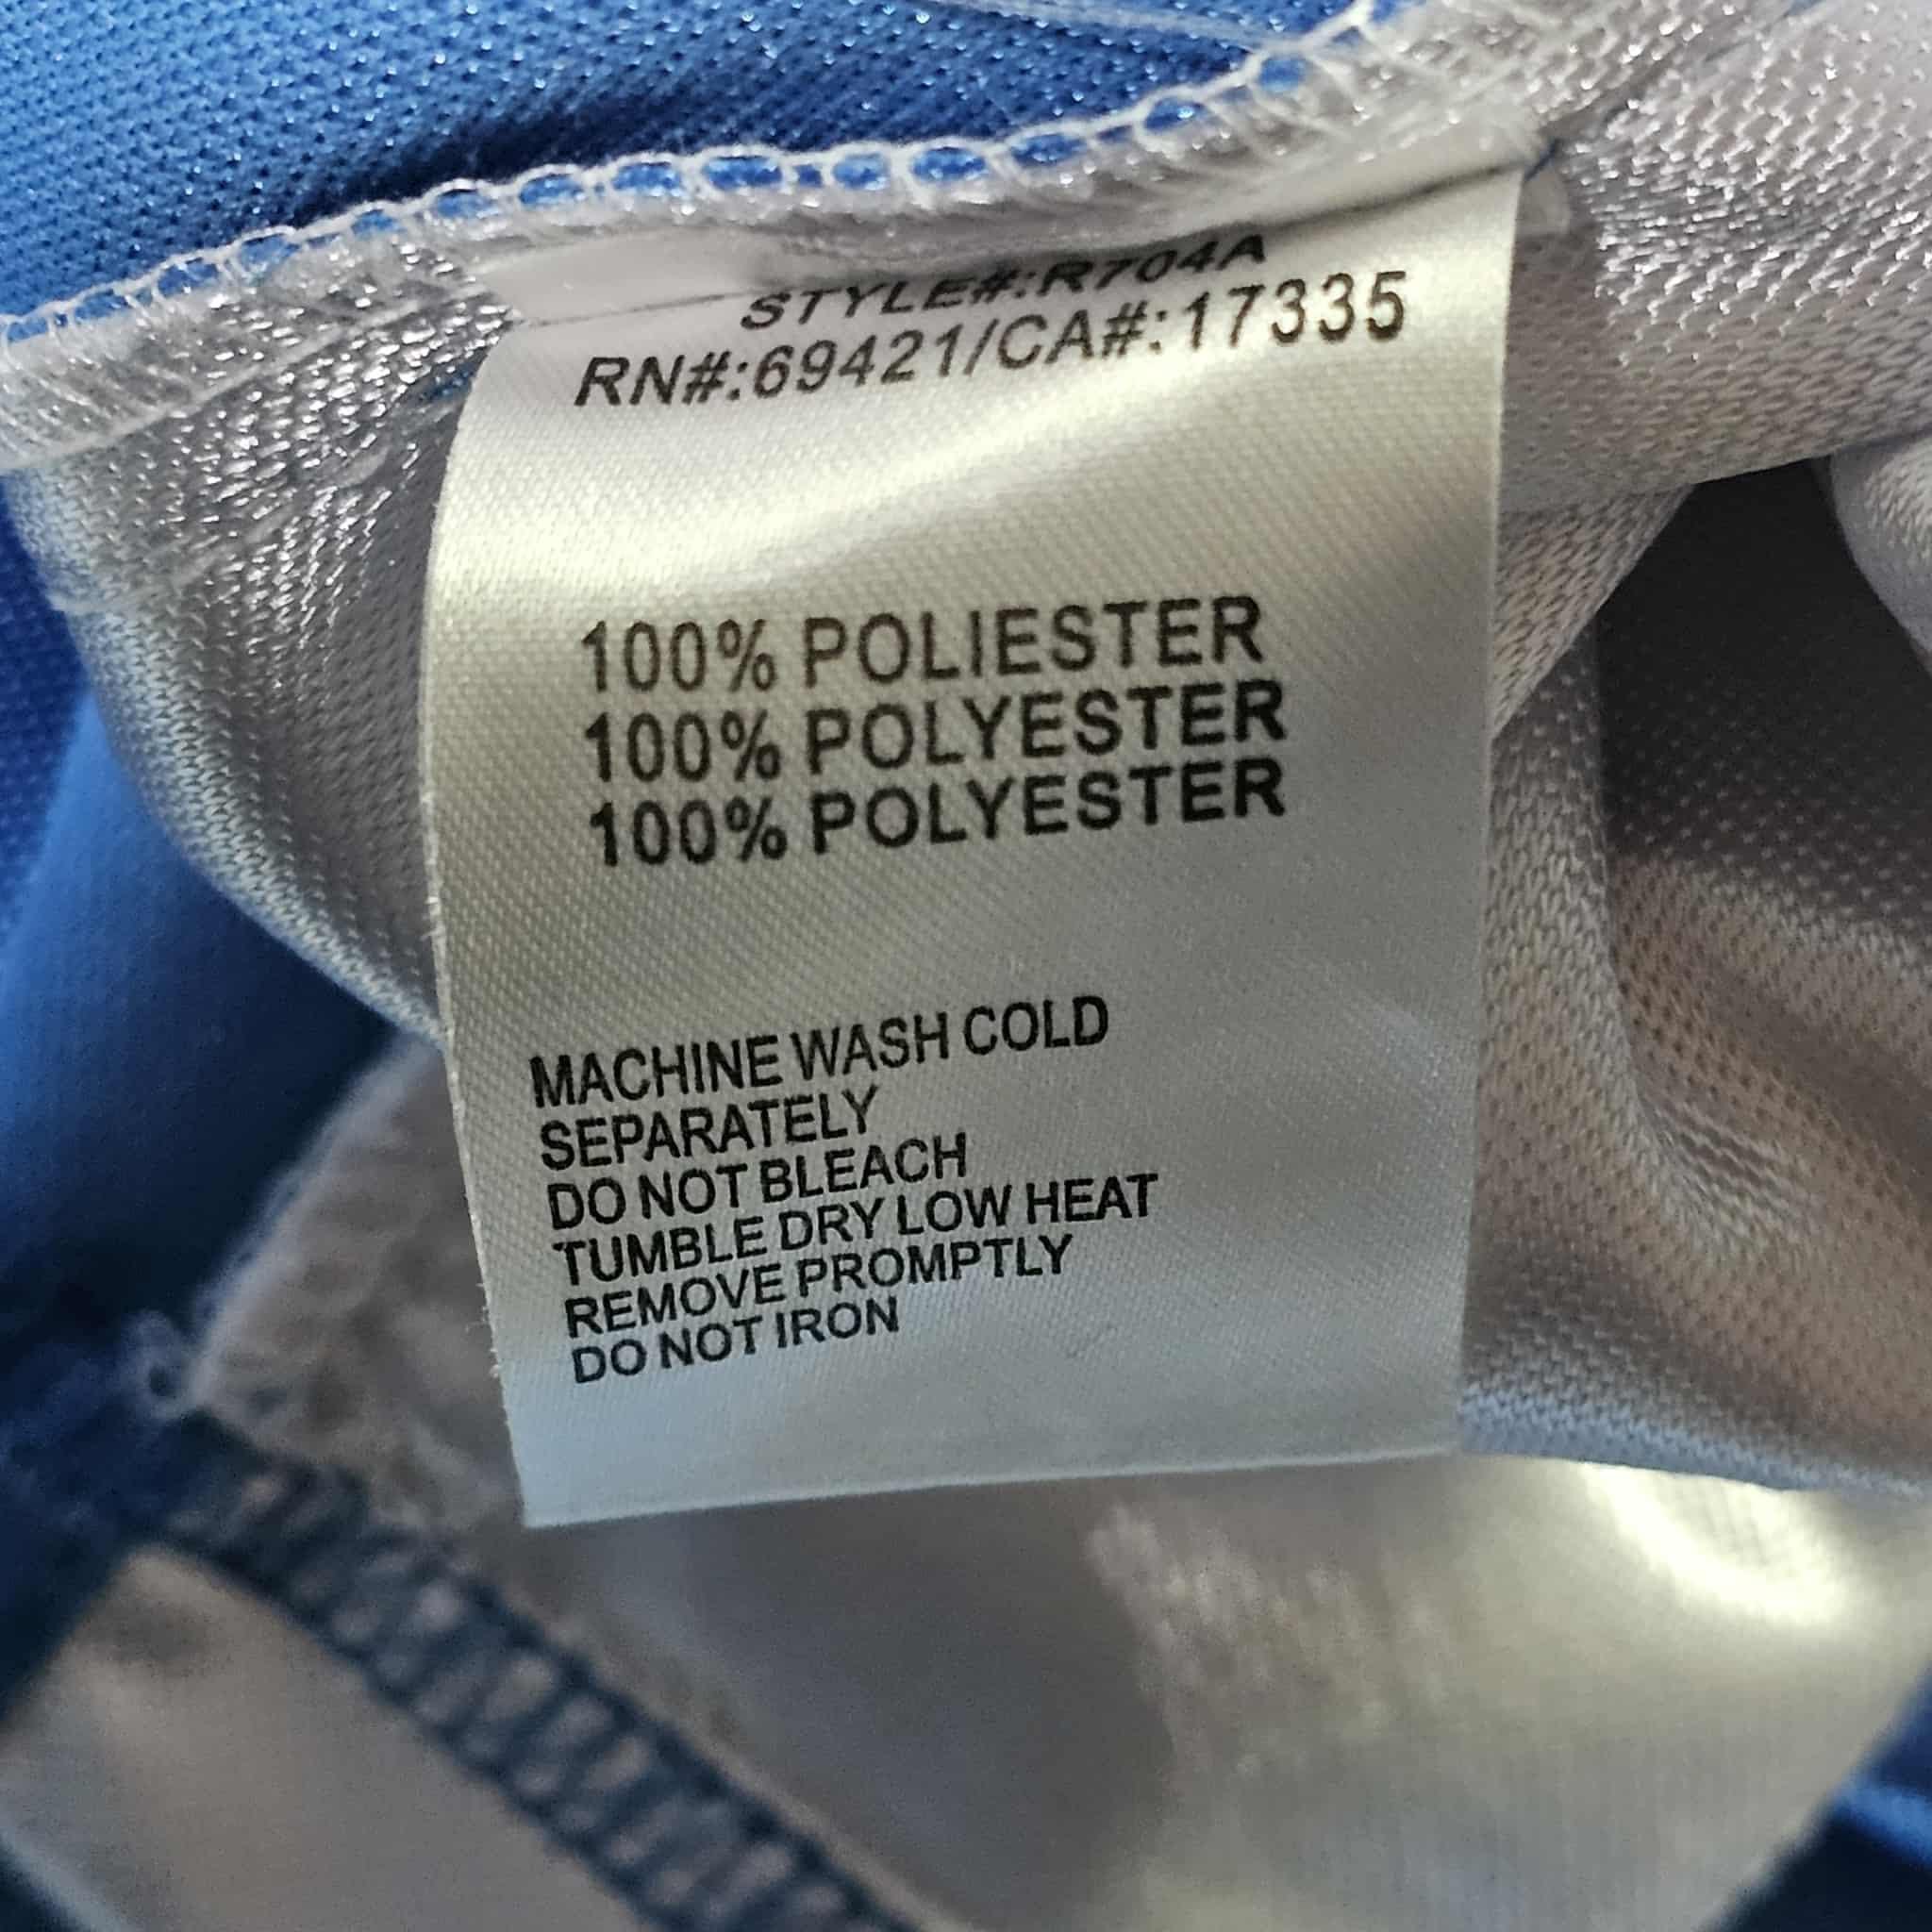 STYLE#:R704A
RN#:69421/CA#:17335
100% POLIESTER
100% POLYESTER
100% POLYESTER
MACHINE WASH COLD
SEPARATELY
DO NOT BLEACH
TUMBLE DRY LOW HEAT
REMOVE PROMPTLY
DO NOT IRON